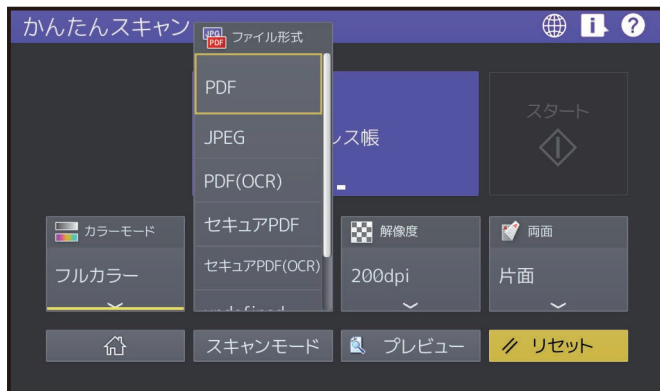 かんたんスキャン
JPG
PDF
ファイル形式
PDF
JPEG
PDF(OCR)
セキュアPDF
セキュアPDF(OCR)
レス帳
スタート
カラーモード
フルカラー
解像度
200dpi
両面
片面
スキャンモード
プレビュー
リセット